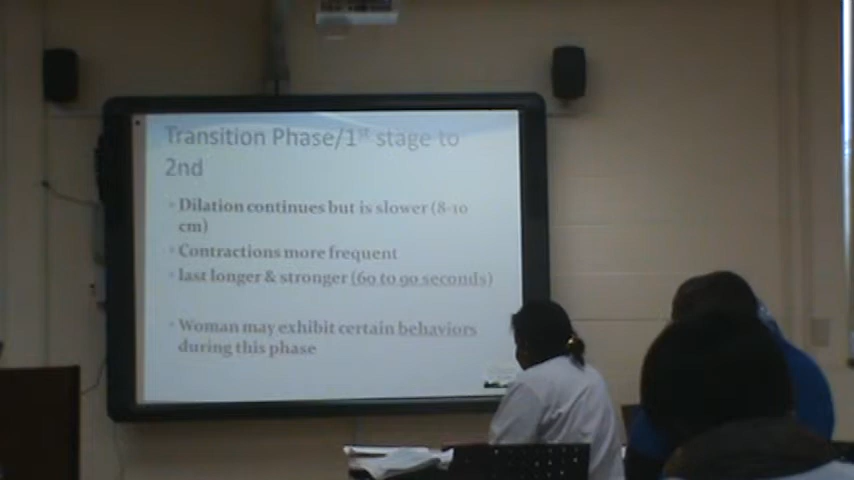 Transition Phase/1st stage to
2nd
Dilation continues but is slower (8-10
cm)
Contractions more frequent
last longer & stronger (60 to 90 seconds)
Woman may exhibit certain behaviors
during this phase